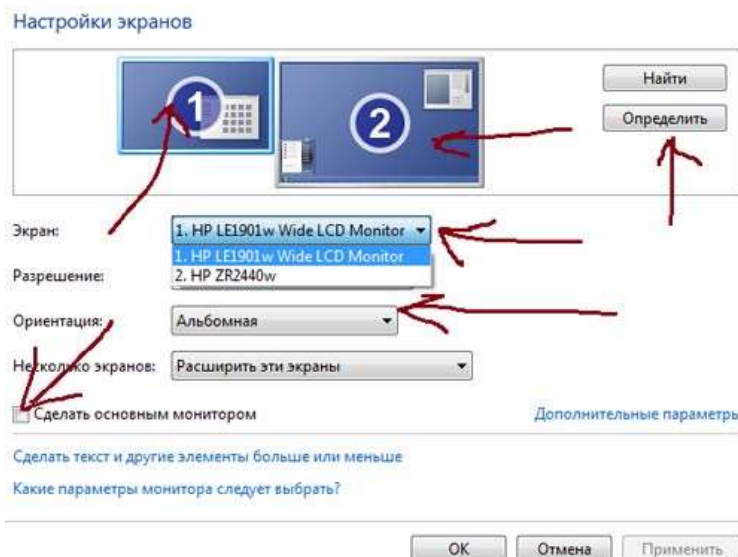 Настройки экранов
1
2
Найти
Определить
Экран: 1. HP LE1901w Wide LCD Monitor
1. HP LE1901w Wide LCD Monitor
2. HP ZR2440w
Разрешение:
Ориентация: Альбомная
Несколько экранов: Расширить эти экраны
Сделать основным монитором
Дополнительные параметры
Сделать текст и другие элементы больше или меньше
Какие параметры монитора следует выбрать?
OK Отмена Применить